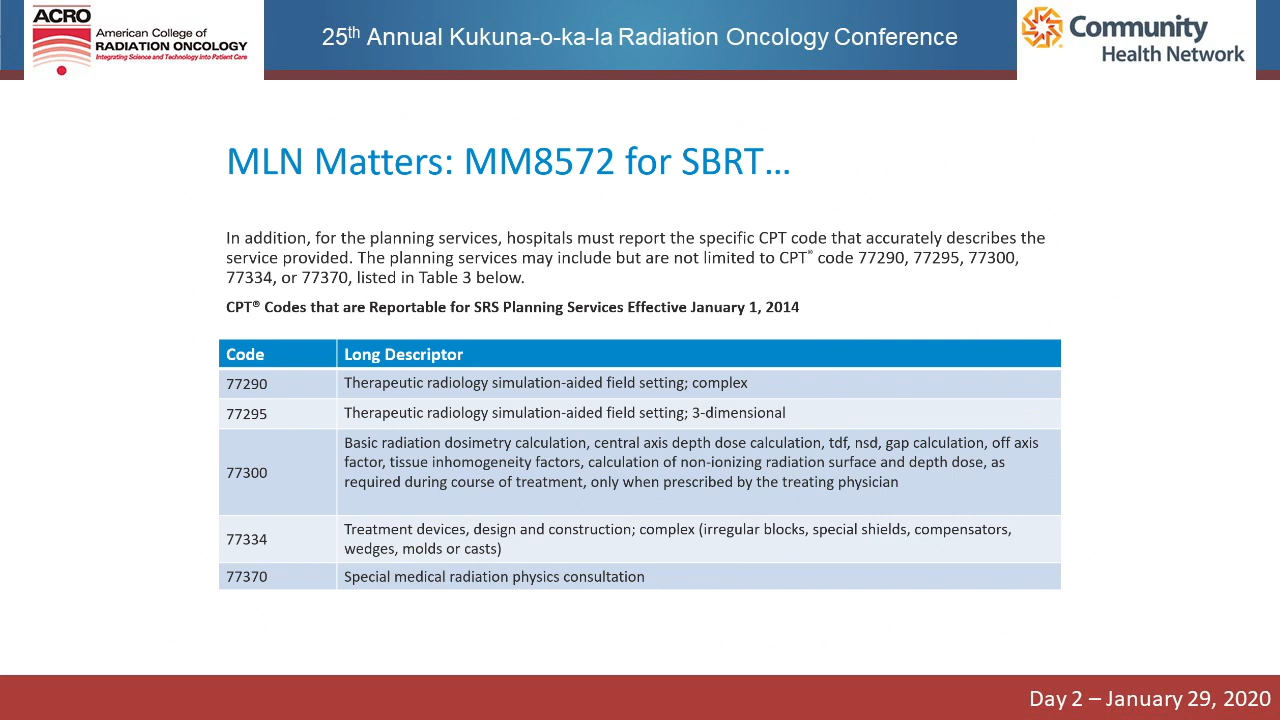 ACRO
American College of
RADIATION ONCOLOGY
Integrating Science and Technology Into Patient Care
25th Annual Kukuna-o-ka-la Radiation Oncology Conference
Community
Health Network
MLN Matters: MM8572 for SBRT…
In addition, for the planning services, hospitals must report the specific CPT code that accurately describes the
service provided. The planning services may include but are not limited to CPT® code 77290, 77295, 77300,
77334, or 77370, listed in Table 3 below.
CPT® Codes that are Reportable for SRS Planning Services Effective January 1, 2014
Code Long Descriptor
77290 Therapeutic radiology simulation-aided field setting; complex
77295 Therapeutic radiology simulation-aided field setting; 3-dimensional
77300 Basic radiation dosimetry calculation, central axis depth dose calculation, tdf, nsd, gap calculation, off axis
factor, tissue inhomogeneity factors, calculation of non-ionizing radiation surface and depth dose, as
required during course of treatment, only when prescribed by the treating physician
77334 Treatment devices, design and construction; complex (irregular blocks, special shields, compensators,
wedges, molds or casts)
77370 Special medical radiation physics consultation
Day 2 – January 29, 2020